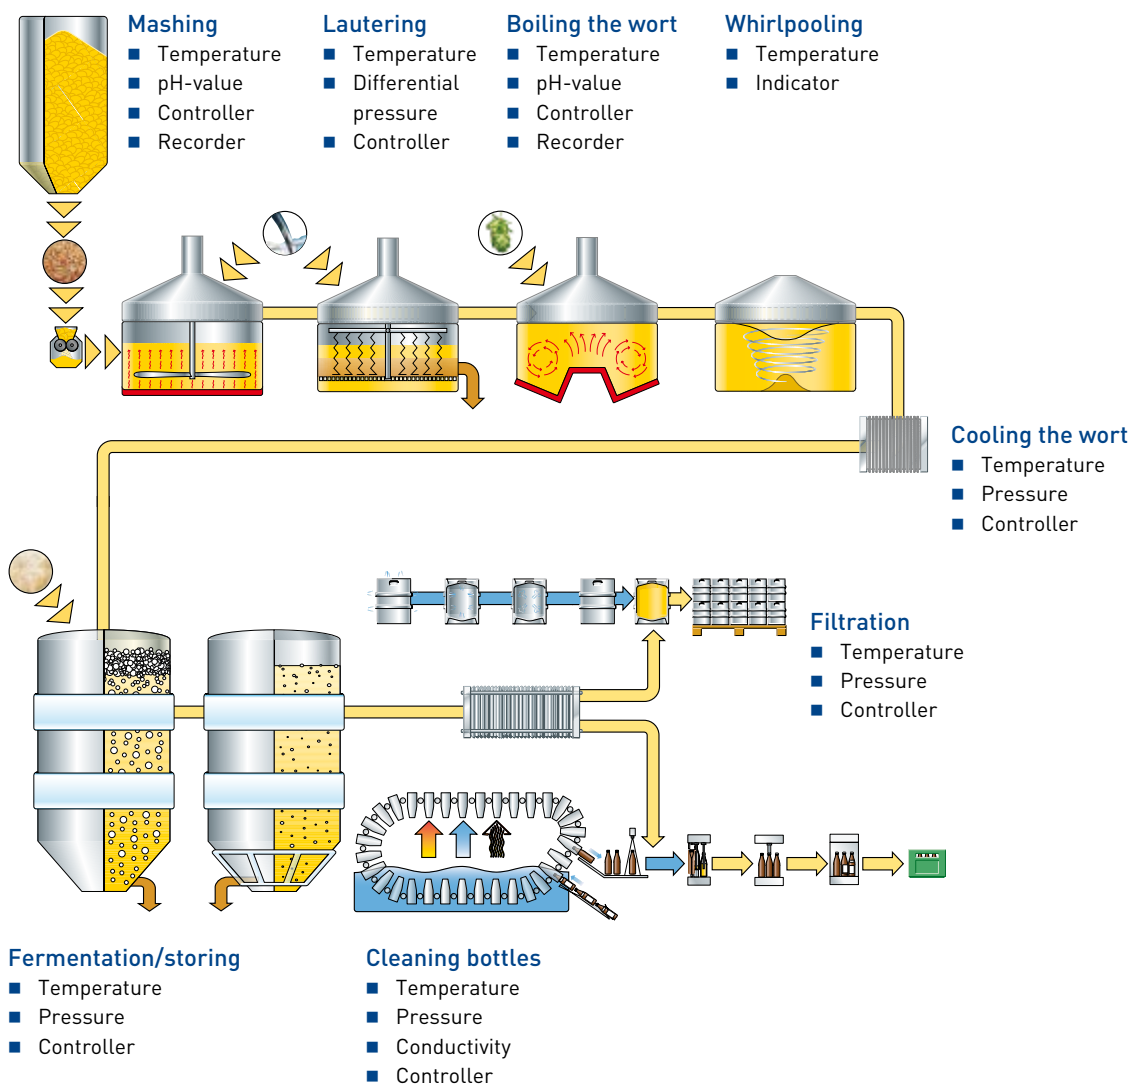 Mashing
Temperature
pH-value
Controller
Recorder
Lautering
Temperature
Differential
pressure
Controller
Boiling the wort
Temperature
pH-value
Controller
Recorder
Whirlpooling
Temperature
Indicator
Cooling the wort
Temperature
Pressure
Controller
Filtration
Temperature
Pressure
Controller
Fermentation/storing
Temperature
Pressure
Controller
Cleaning bottles
Temperature
Pressure
Conductivity
Controller